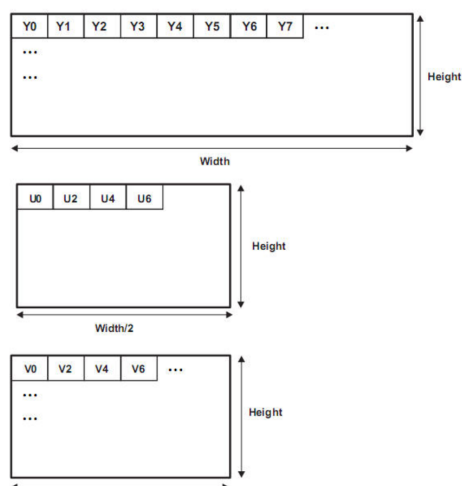 Y0 Y1 Y2 Y3 Y4 Y5 Y6 Y7 ...
...
...
Height
Width
U0 U2 U4 U6
Height
Width/2
V0 V2 V4 V6 ...
...
...
Height